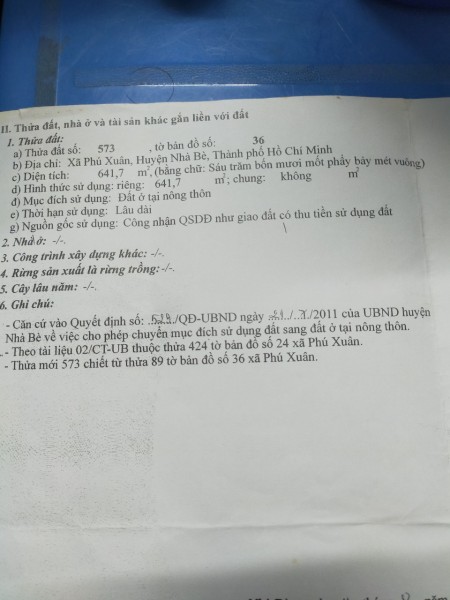 II. Thửa đất, nhà ở và tài sản khác gắn liền với đất
1. Thửa đất:
a) Thửa đất số: 573 , tờ bản đồ số: 36
b) Địa chỉ: Xã Phú Xuân, Huyện Nhà Bè, Thành phố Hồ Chí Minh
c) Diện tích: 641,7 m², (bằng chữ: Sáu trăm bốn mươi mốt phẩy bảy mét vuông)
d) Hình thức sử dụng: riêng: 641,7 m²; chung: không m²
đ) Mục đích sử dụng: Đất ở tại nông thôn
e) Thời hạn sử dụng: Lâu dài
g) Nguồn gốc sử dụng: Công nhận QSDĐ như giao đất có thu tiền sử dụng đất
2. Nhà ở: -/-.
3. Công trình xây dựng khác: -/-.
4. Rừng sản xuất là rừng trồng: -/-.
5. Cây lâu năm: -/-.
6. Ghi chú:
- Căn cứ vào Quyết định số: /QĐ-UBND ngày /2011 của UBND huyện
Nhà Bè về việc cho phép chuyển mục đích sử dụng đất sang đất ở tại nông thôn.
- Theo tài liệu 02/CT-UB thuộc thửa 424 tờ bản đồ số 24 xã Phú Xuân.
- Thửa mới 573 chiết từ thửa 89 tờ bản đồ số 36 xã Phú Xuân.